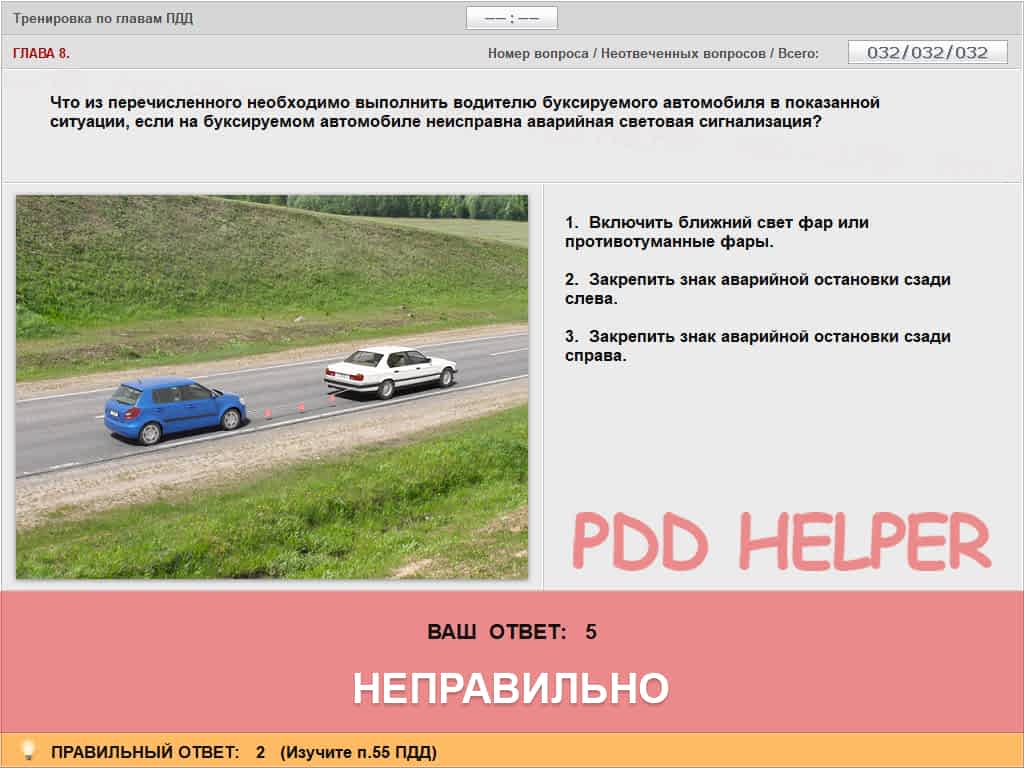 Тренировка по главам ПДД
–– : ––
ГЛАВА 8.
Номер вопроса / Неотвеченных вопросов / Всего:
032/032/032
Что из перечисленного необходимо выполнить водителю буксируемого автомобиля в показанной
ситуации, если на буксируемом автомобиле неисправна аварийная световая сигнализация?
1. Включить ближний свет фар или
противотуманные фары.
2. Закрепить знак аварийной остановки сзади
слева.
3. Закрепить знак аварийной остановки сзади
справа.
PDD HELPER
ВАШ ОТВЕТ: 5
НЕПРАВИЛЬНО
ПРАВИЛЬНЫЙ ОТВЕТ: 2 (Изучите п.55 ПДД)